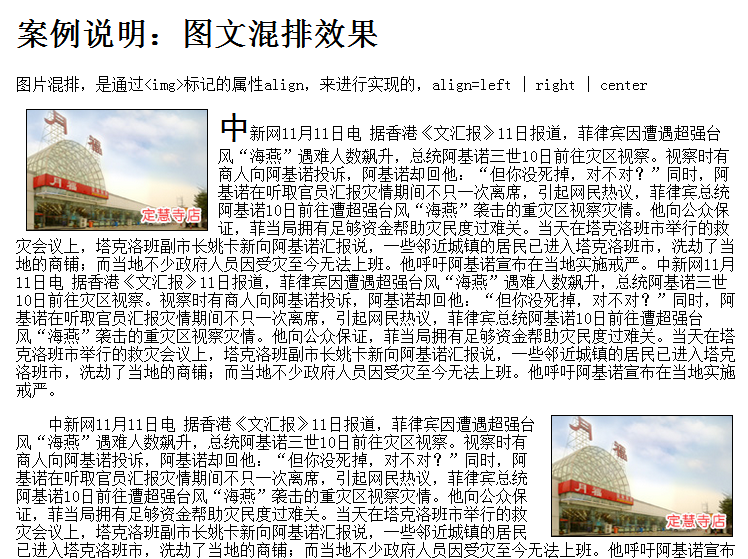 案例说明：图文混排效果
图片混排，是通过<img>标记的属性align，来进行实现的，align=left | right | center
月福
月福
定慧寺店
中新网11月11日电 据香港《文汇报》11日报道，菲律宾因遭遇超强台
风“海燕”遇难人数飙升，总统阿基诺三世10日前往灾区视察。视察时有
商人向阿基诺投诉，阿基诺却回他：“但你没死掉，对不对？”同时，阿
基诺在听取官员汇报灾情期间不只一次离席，引起网民热议，菲律宾总统
阿基诺10日前往遭超强台风“海燕”袭击的重灾区视察灾情。他向公众保
证，菲当局拥有足够资金帮助灾民度过难关。当天在塔克洛班市举行的救
灾会议上，塔克洛班副市长姚卡新向阿基诺汇报说，一些邻近城镇的居民已进入塔克洛班市，洗劫了当
地的商铺；而当地不少政府人员因受灾至今无法上班。他呼吁阿基诺宣布在当地实施戒严。中新网11月
11日电 据香港《文汇报》11日报道，菲律宾因遭遇超强台风“海燕”遇难人数飙升，总统阿基诺三世
10日前往灾区视察。视察时有商人向阿基诺投诉，阿基诺却回他：“但你没死掉，对不对？”同时，阿
基诺在听取官员汇报灾情期间不只一次离席，引起网民热议，菲律宾总统阿基诺10日前往遭超强台
风“海燕”袭击的重灾区视察灾情。他向公众保证，菲当局拥有足够资金帮助灾民度过难关。当天在塔
克洛班市举行的救灾会议上，塔克洛班副市长姚卡新向阿基诺汇报说，一些邻近城镇的居民已进入塔克
洛班市，洗劫了当地的商铺；而当地不少政府人员因受灾至今无法上班。他呼吁阿基诺宣布在当地实施
戒严。
中新网11月11日电 据香港《文汇报》11日报道，菲律宾因遭遇超强台
风“海燕”遇难人数飙升，总统阿基诺三世10日前往灾区视察。视察时有
商人向阿基诺投诉，阿基诺却回他：“但你没死掉，对不对？”同时，阿
基诺在听取官员汇报灾情期间不只一次离席，引起网民热议，菲律宾总统
阿基诺10日前往遭超强台风“海燕”袭击的重灾区视察灾情。他向公众保
证，菲当局拥有足够资金帮助灾民度过难关。当天在塔克洛班市举行的救
灾会议上，塔克洛班副市长姚卡新向阿基诺汇报说，一些邻近城镇的居民
已进入塔克洛班市，洗劫了当地的商铺；而当地不少政府人员因受灾至今无法上班。他呼吁阿基诺宣布
月福
月福
定慧寺店